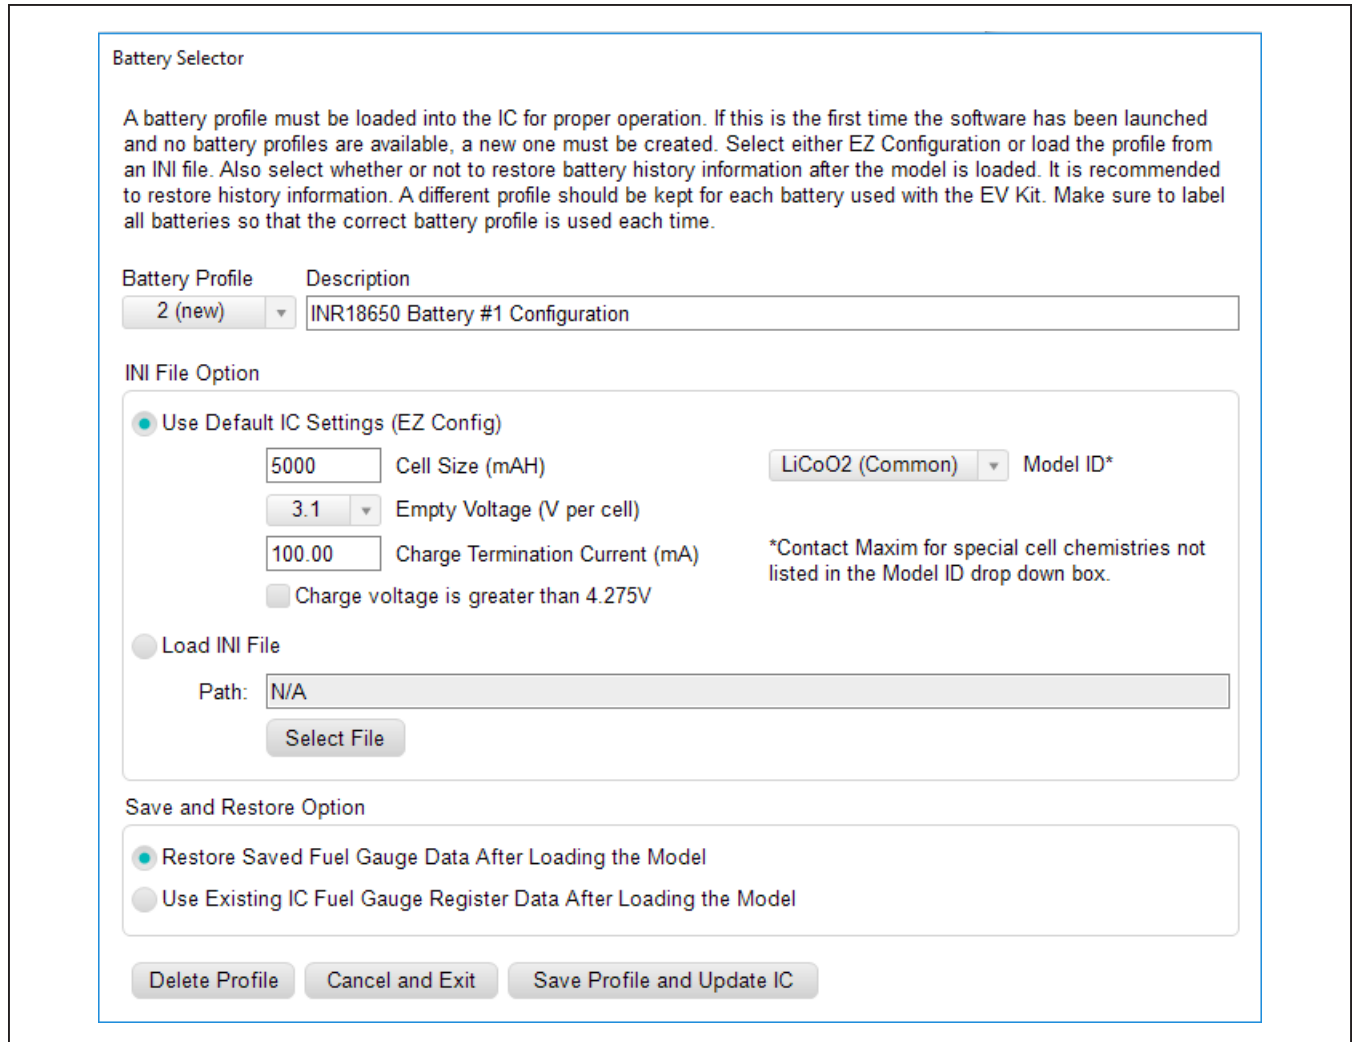 Battery Selector
A battery profile must be loaded into the IC for proper operation. If this is the first time the software has been launched
and no battery profiles are available, a new one must be created. Select either EZ Configuration or load the profile from
an INI file. Also select whether or not to restore battery history information after the model is loaded. It is recommended
to restore history information. A different profile should be kept for each battery used with the EV Kit. Make sure to label
all batteries so that the correct battery profile is used each time.
Battery Profile Description
2 (new) INR18650 Battery #1 Configuration
INI File Option
Use Default IC Settings (EZ Config)
5000 Cell Size (mAH) LiCoO2 (Common) Model ID*
3.1 Empty Voltage (V per cell)
100.00 Charge Termination Current (mA) *Contact Maxim for special cell chemistries not
listed in the Model ID drop down box.
Charge voltage is greater than 4.275V
Load INI File
Path: N/A
Select File
Save and Restore Option
Restore Saved Fuel Gauge Data After Loading the Model
Use Existing IC Fuel Gauge Register Data After Loading the Model
Delete Profile Cancel and Exit Save Profile and Update IC